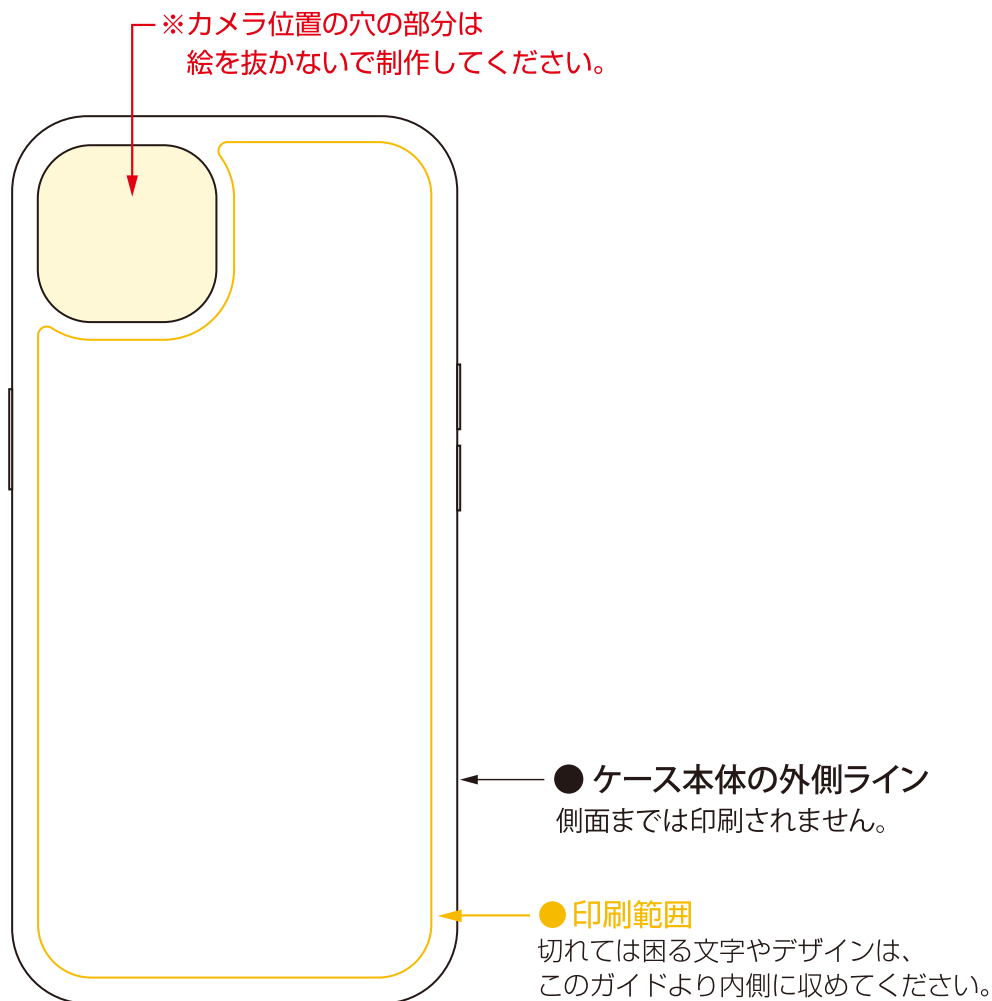 ※カメラ位置の穴の部分は
絵を抜かないで制作してください。
●ケース本体の外側ライン
側面までは印刷されません。
●印刷範囲
切れては困る文字やデザインは、
このガイドより内側に収めてください。